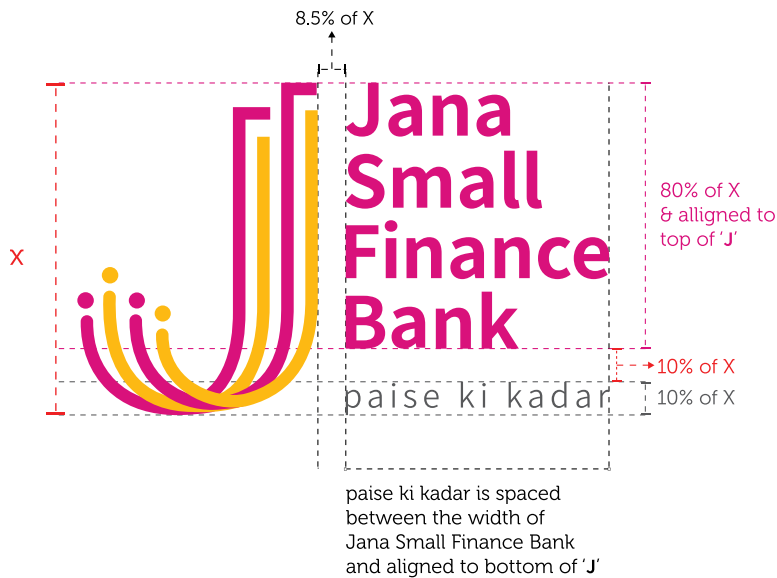 8.5% of X
Jana
Small
Finance
Bank
80% of X
& alligned to
top of ‘J’
X
10% of X
paise ki kadar
10% of X
paise ki kadar is spaced
between the width of
Jana Small Finance Bank
and aligned to bottom of ‘J’